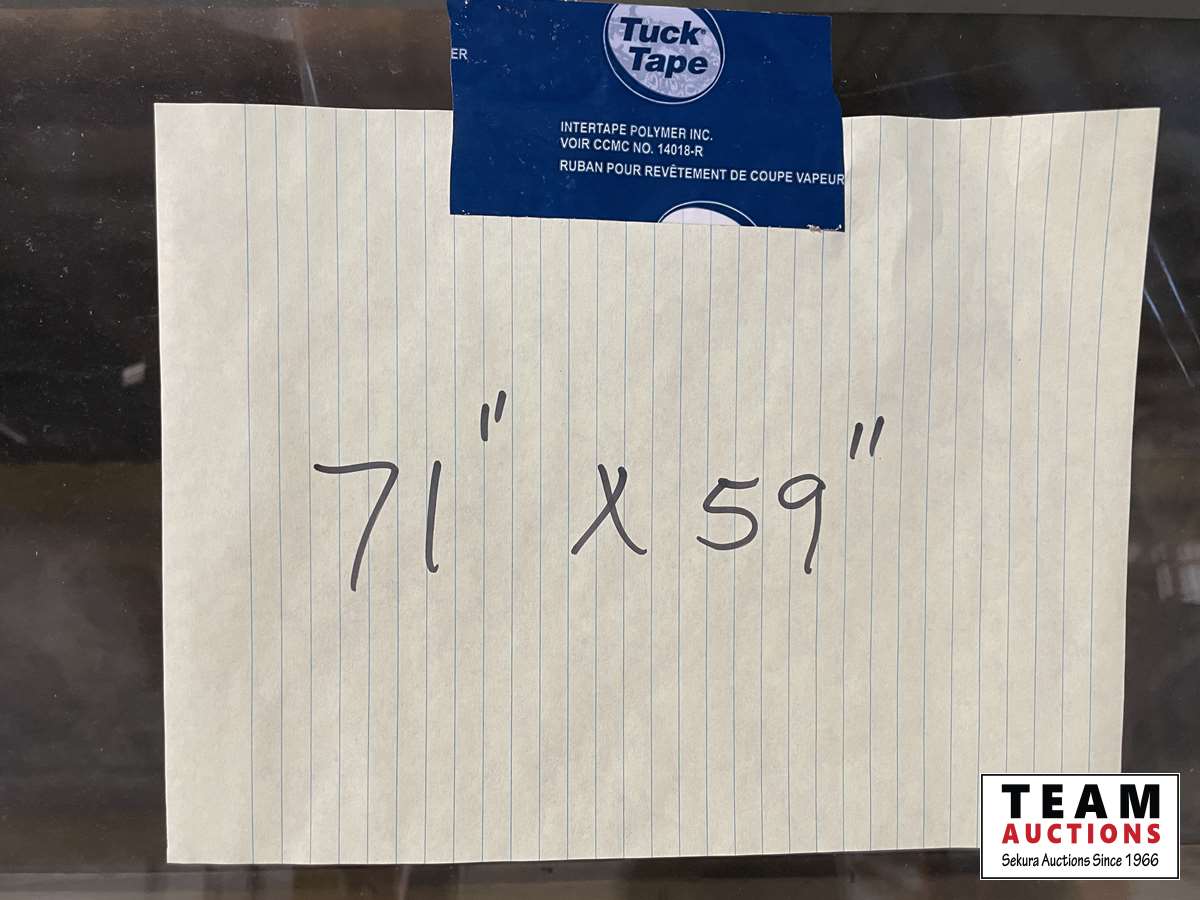 Tuck®
Tape
ER
INTERTAPE POLYMER INC.
VOIR CCMC NO. 14018-R
RUBAN POUR REVÊTEMENT DE COUPE VAPEUR
71" X 59"
TEAM
AUCTIONS
Sekura Auctions Since 1966